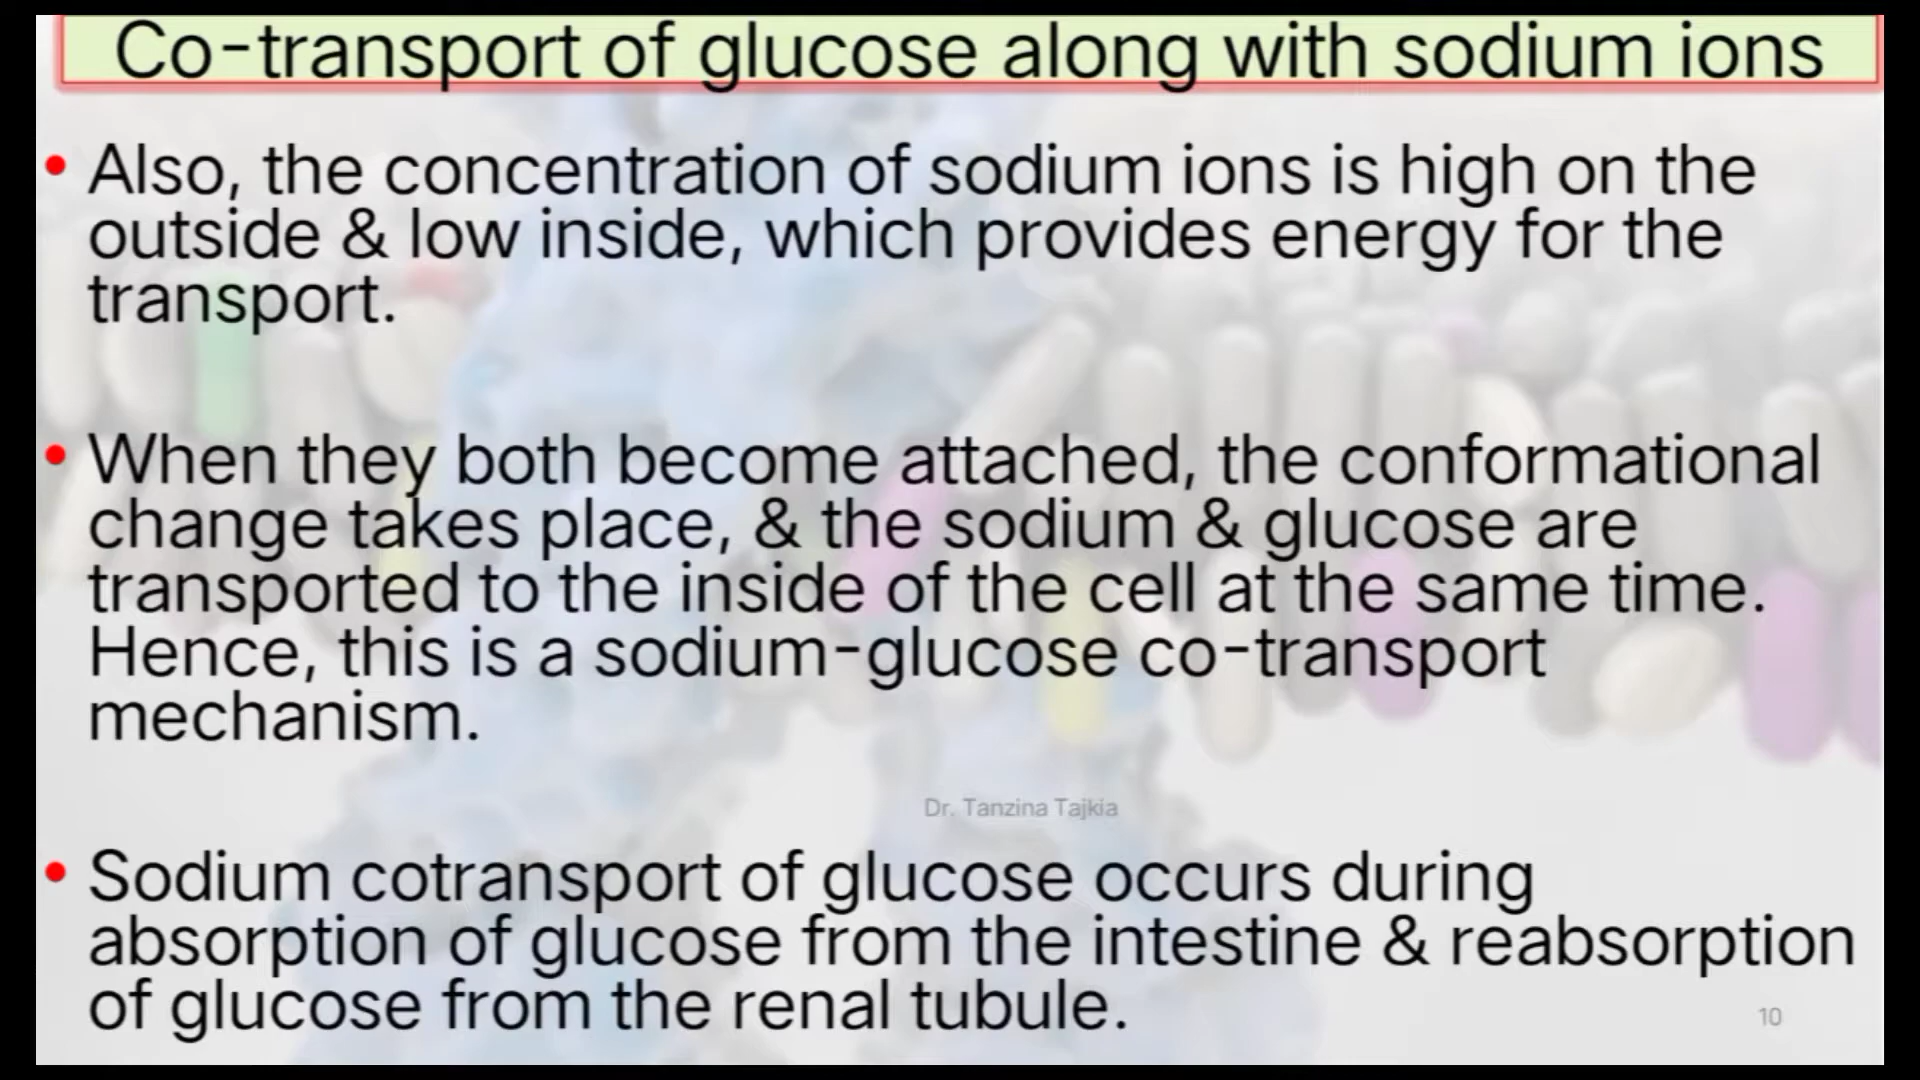 Co-transport of glucose along with sodium ions
• Also, the concentration of sodium ions is high on the
outside & low inside, which provides energy for the
transport.
• When they both become attached, the conformational
change takes place, & the sodium & glucose are
transported to the inside of the cell at the same time.
Hence, this is a sodium-glucose co-transport
mechanism.
Dr. Tanzina Tajkia
• Sodium cotransport of glucose occurs during
absorption of glucose from the intestine & reabsorption
of glucose from the renal tubule.
10